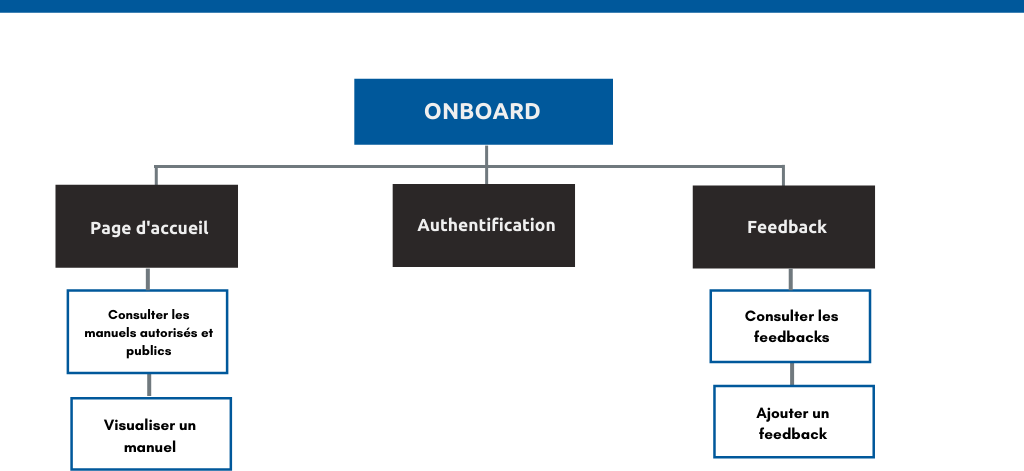 ONBOARD
Page d'accueil
Authentification
Feedback
Consulter les
manuels autorisés et
publics
Visualiser un
manuel
Consulter les
feedbacks
Ajouter un
feedback